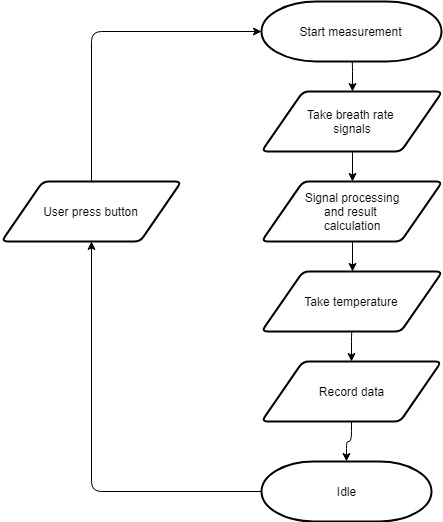 Start measurement
Take breath rate
signals
User press button
Signal processing
and result
calculation
Take temperature
Record data
Idle